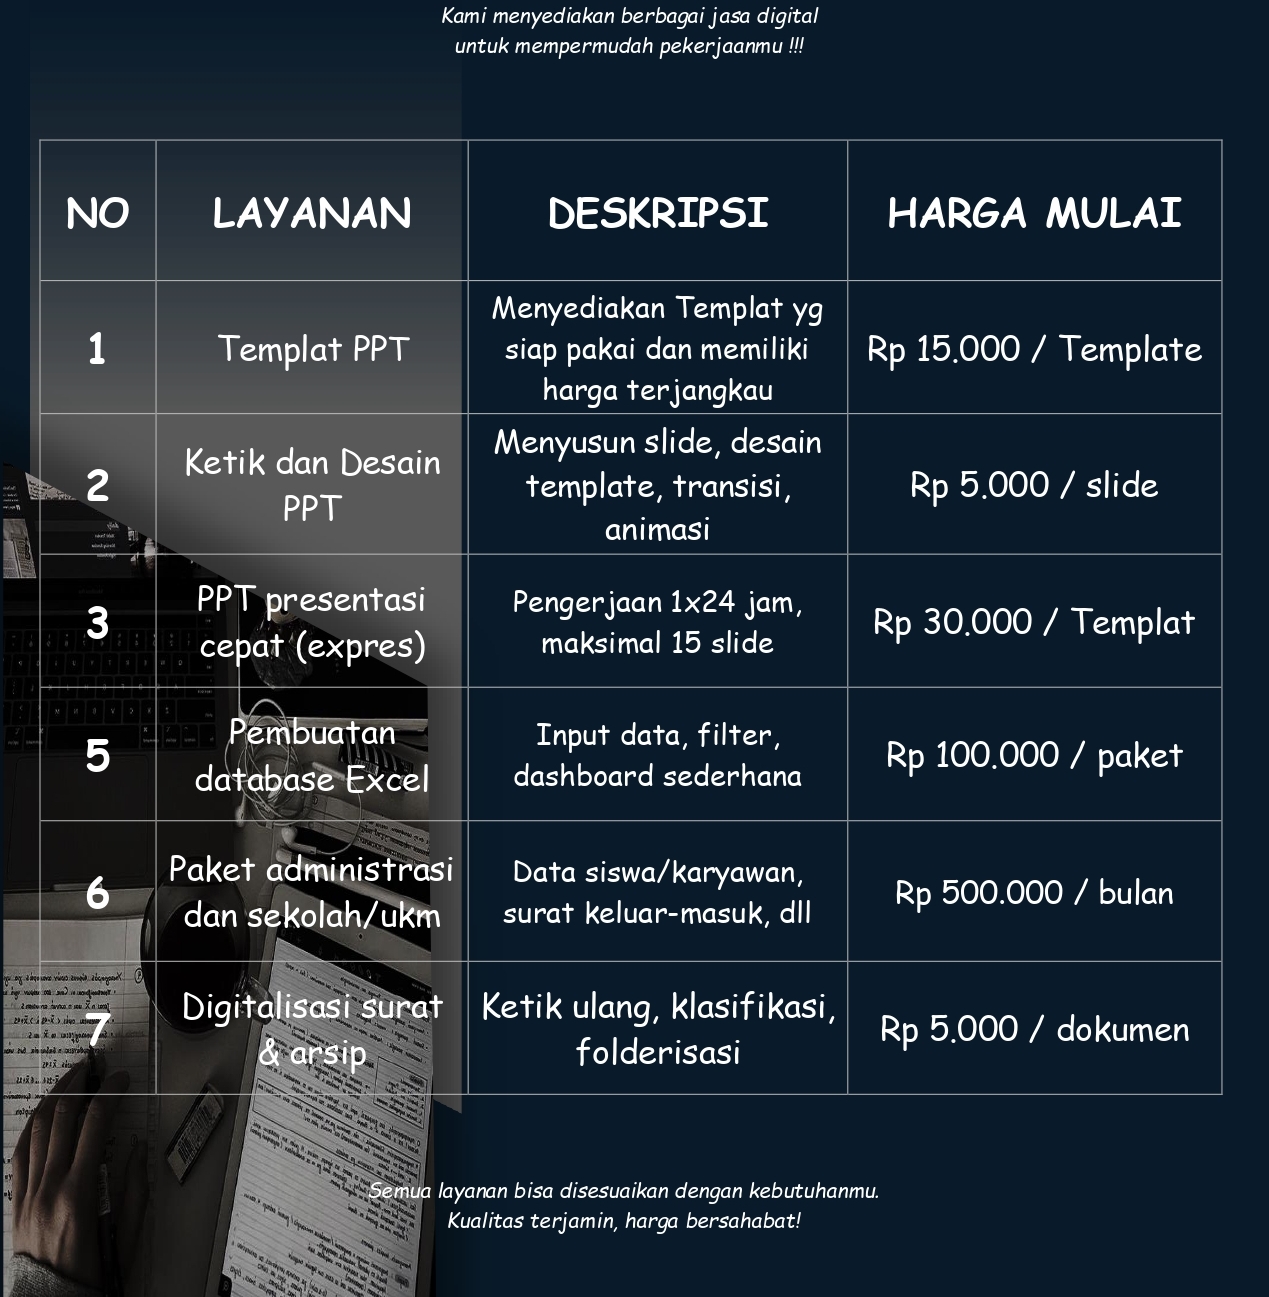 Kami menyediakan berbagai jasa digital
untuk mempermudah pekerjaanmu !!!
NO
LAYANAN
DESKRIPSI
HARGA MULAI
1
Templat PPT
Menyediakan Templat yg
siap pakai dan memiliki
harga terjangkau
Rp 15.000 / Template
2
Ketik dan Desain
PPT
Menyusun slide, desain
template, transisi,
animasi
Rp 5.000 / slide
3
PPT presentasi
cepat (expres)
Pengerjaan 1x24 jam,
maksimal 15 slide
Rp 30.000 / Templat
5
Pembuatan
database Excel
Input data, filter,
dashboard sederhana
Rp 100.000 / paket
6
Paket administrasi
dan sekolah/ukm
Data siswa/karyawan,
surat keluar-masuk, dll
Rp 500.000 / bulan
7
Digitalisasi surat
& arsip
Ketik ulang, klasifikasi,
folderisasi
Rp 5.000 / dokumen
Semua layanan bisa disesuaikan dengan kebutuhanmu.
Kualitas terjamin, harga bersahabat!